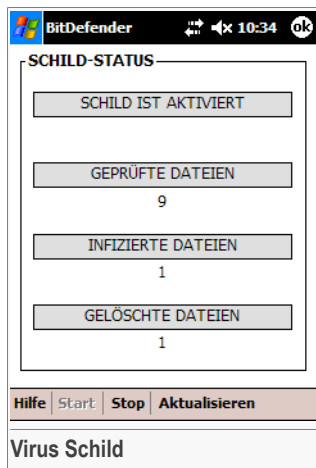 BitDefender 10:34 ok
SCHILD-STATUS
SCHILD IST AKTIVIERT
GEPRÜFTE DATEIEN
9
INFIZIERTE DATEIEN
1
GELÖSCHTE DATEIEN
1
Hilfe Start Stop Aktualisieren
Virus Schild